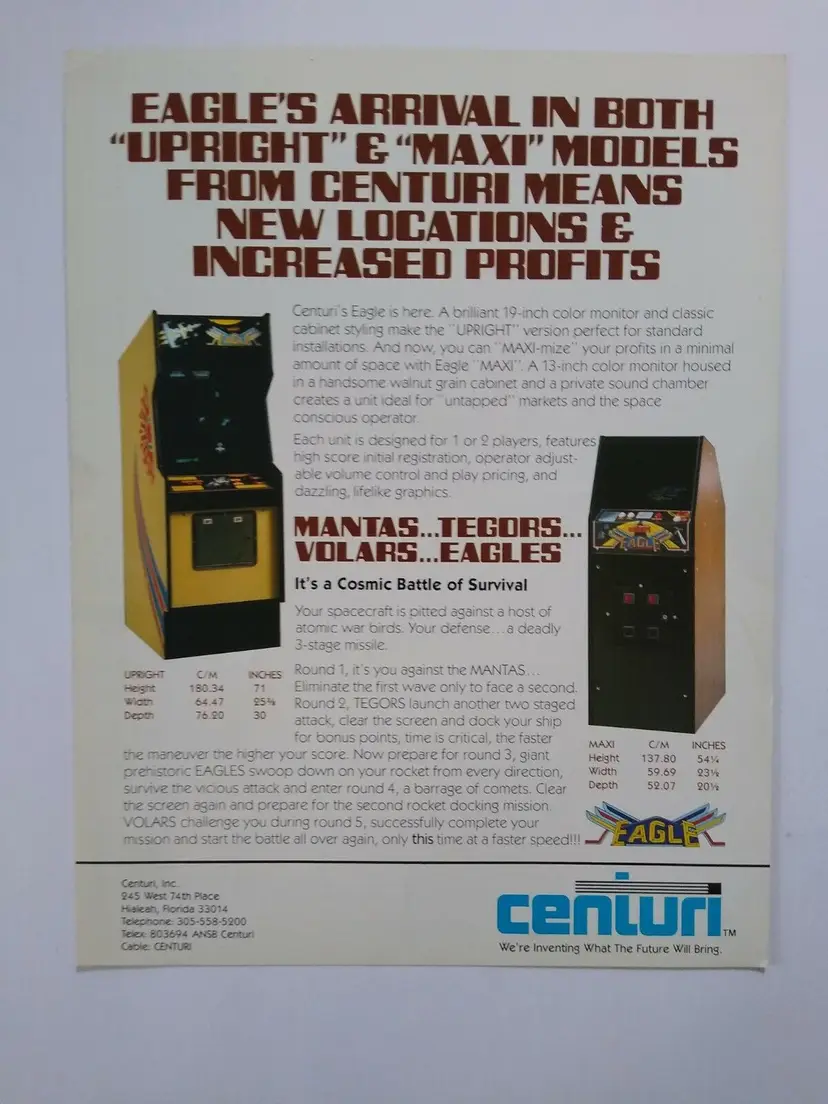 EAGLE'S ARRIVAL IN BOTH
"UPRIGHT" & "MAXI" MODELS
FROM CENTURI MEANS
NEW LOCATIONS &
INCREASED PROFITS
Centuri's Eagle is here. A brilliant 19-inch color monitor and classic
cabinet styling make the "UPRIGHT" version perfect for standard
installations. And now, you can "MAXI-mize" your profits in a minimal
amount of space with Eagle "MAXI". A 13-inch color monitor housed
in a handsome walnut grain cabinet and a private sound chamber
creates a unit ideal for "untapped" markets and the space
conscious operator.
Each unit is designed for 1 or 2 players, features
high score initial registration, operator adjust-
able volume control and play pricing, and
dazzling, lifelike graphics.
MANTAS...TEGORS...
VOLARS...EAGLES
It's a Cosmic Battle of Survival
Your spacecraft is pitted against a host of
atomic war birds. Your defense...a deadly
3-stage missile.
Round 1, it's you against the MANTAS...
Eliminate the first wave only to face a second.
Round 2, TEGORS launch another two staged
attack, clear the screen and dock your ship
for bonus points, time is critical, the faster
the maneuver the higher your score. Now prepare for round 3, giant
prehistoric EAGLES swoop down on your rocket from every direction,
survive the vicious attack and enter round 4, a barrage of comets. Clear
the screen again and prepare for the second rocket docking mission.
VOLARS challenge you during round 5, successfully complete your
mission and start the battle all over again, only this time at a faster speed!!!
UPRIGHT C/M INCHES
Height 180.34 71
Width 64.47 25⅜
Depth 76.20 30
EAGLE
MAXI C/M INCHES
Height 137.80 54¼
Width 59.69 23½
Depth 52.07 20½
EAGLE
Centuri, Inc.
245 West 74th Place
Hialeah, Florida 33014
Telephone: 305-558-5200
Telex: 803694 ANSB Centuri
Cable: CENTURI
centuri TM
We're Inventing What The Future Will Bring.